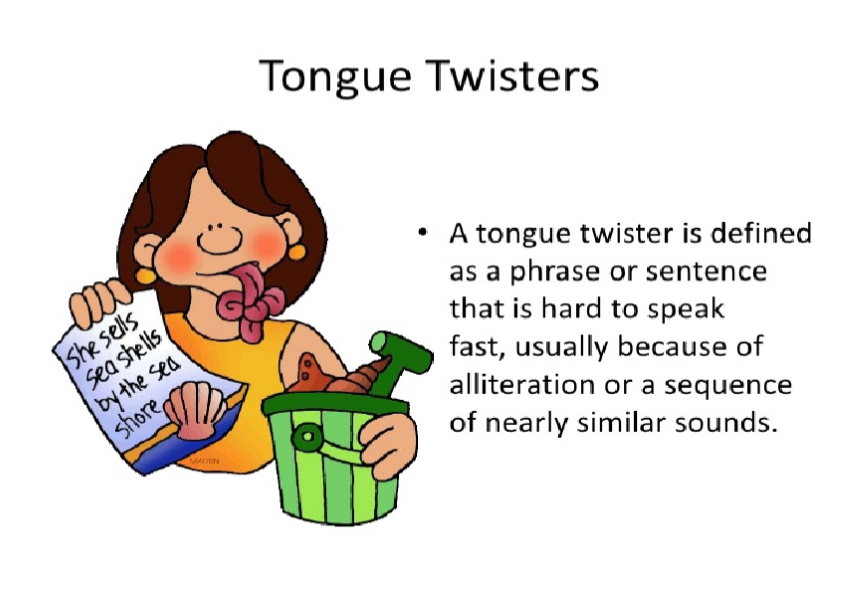 Tongue Twisters
She sells
sea shells
by the sea
shore
• A tongue twister is defined
as a phrase or sentence
that is hard to speak
fast, usually because of
alliteration or a sequence
of nearly similar sounds.